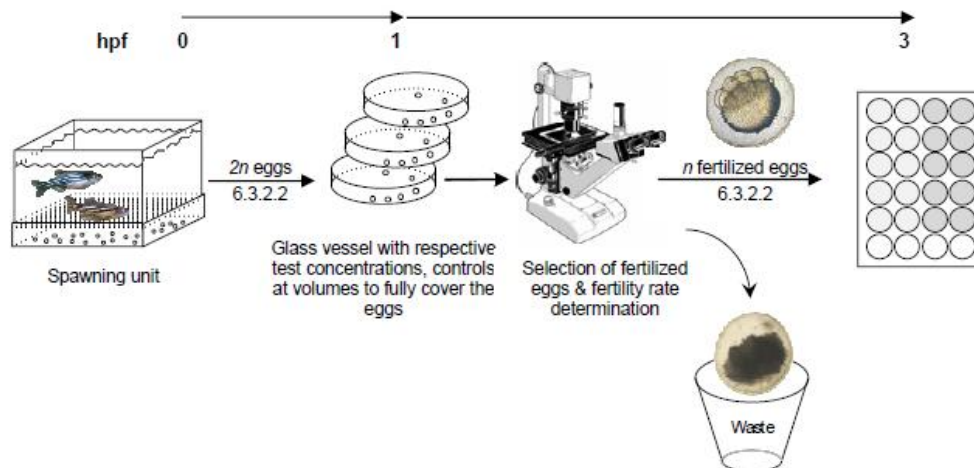 hpf 0 1 3
2n eggs
6.3.2.2
n fertilized eggs
6.3.2.2
Spawning unit
Glass vessel with respective
test concentrations, controls
at volumes to fully cover the
eggs
Selection of fertilized
eggs & fertility rate
determination
Waste